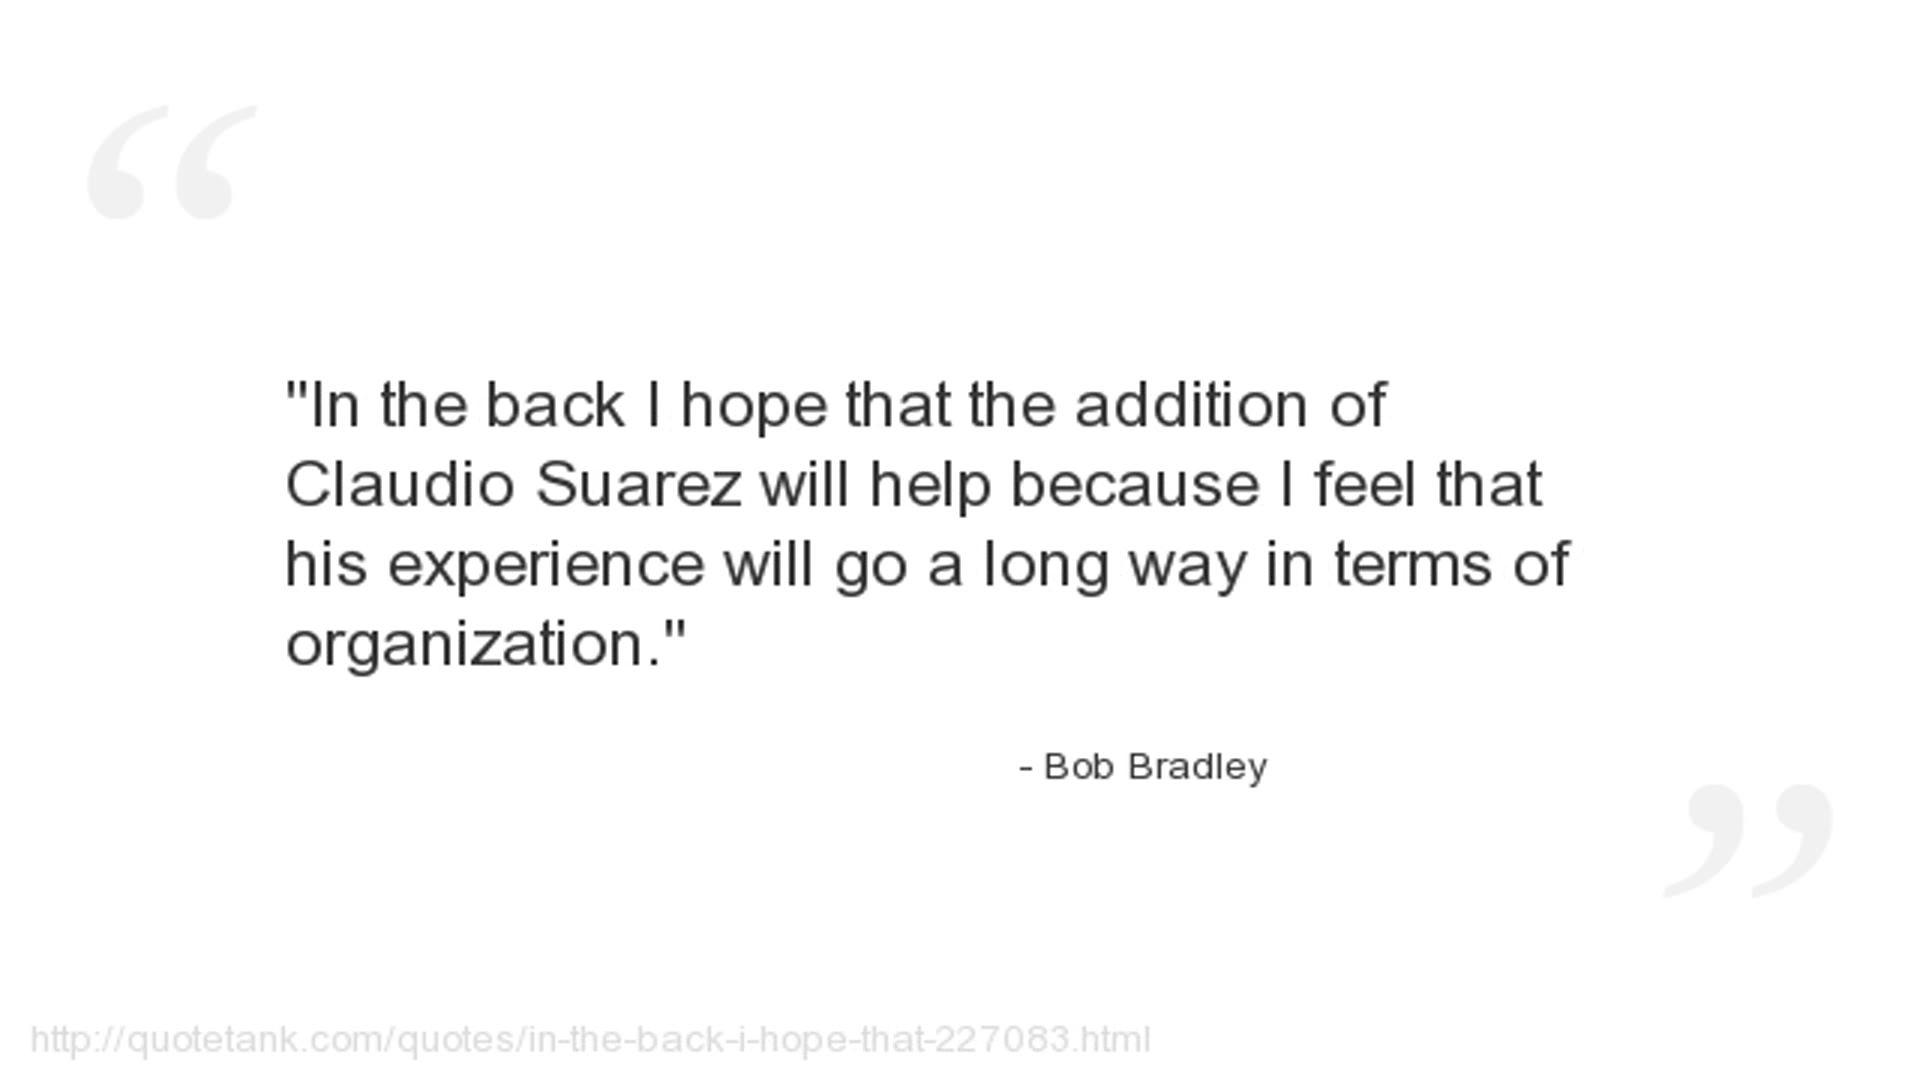 "In the back I hope that the addition of
Claudio Suarez will help because I feel that
his experience will go a long way in terms of
organization."
- Bob Bradley
http://quotetank.com/quotes/in-the-back-i-hope-that-227083.html